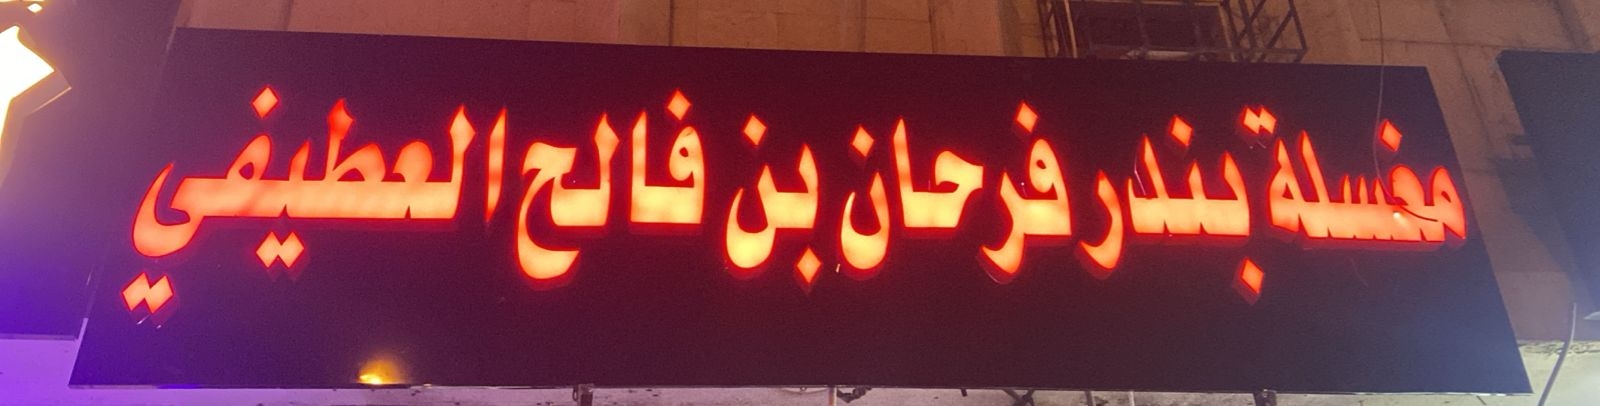 مغسلة بندر فرحان بن فالح العطيفي